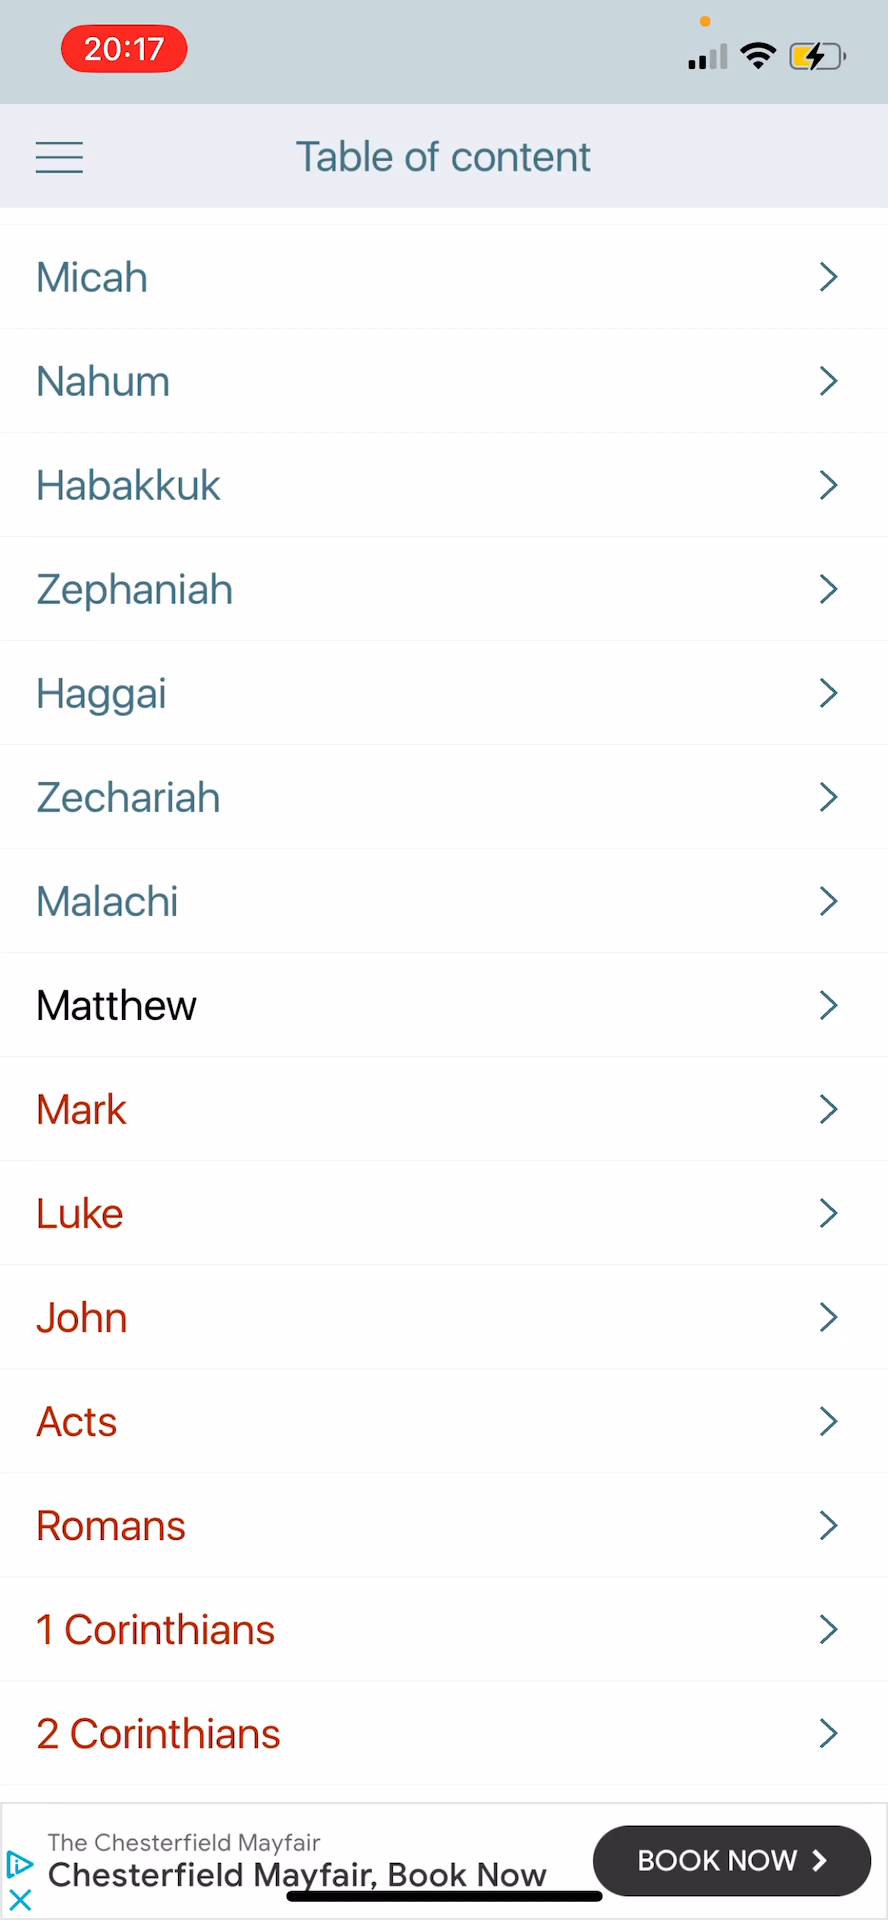 20:17
Table of content
Micah
Nahum
Habakkuk
Zephaniah
Haggai
Zechariah
Malachi
Matthew
Mark
Luke
John
Acts
Romans
1 Corinthians
2 Corinthians
The Chesterfield Mayfair
Chesterfield Mayfair, Book Now
BOOK NOW